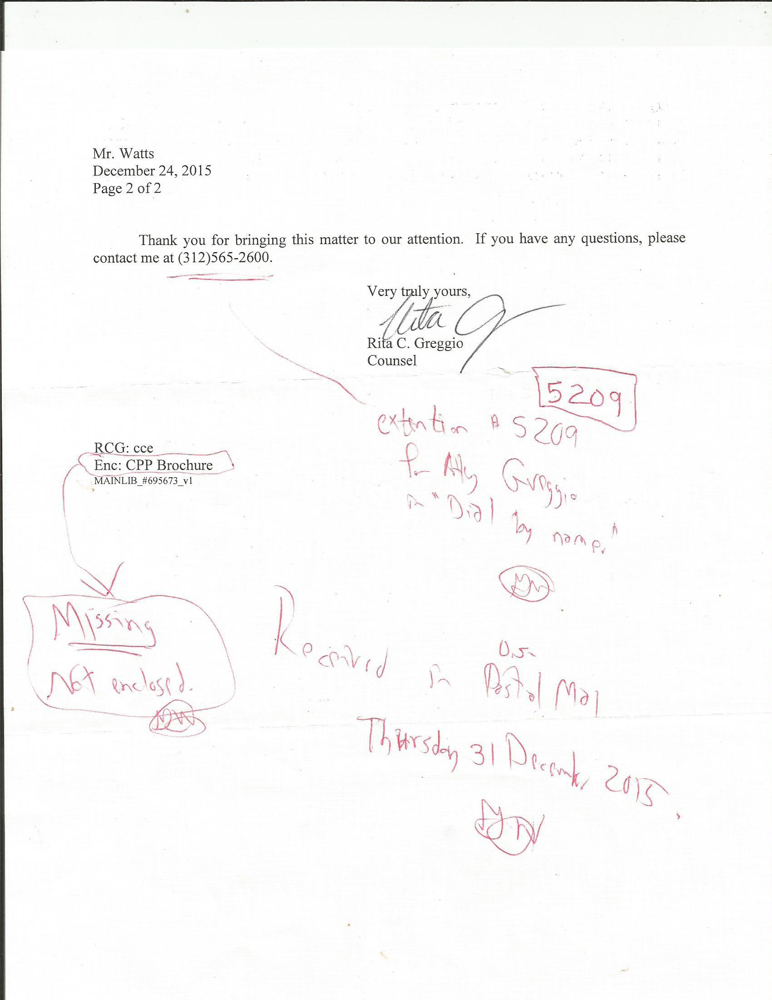 Mr. Watts
December 24, 2015
Page 2 of 2
Thank you for bringing this matter to our attention. If you have any questions, please
contact me at (312)565-2600.
Very truly yours,
Rita G
Rita C. Greggio
Counsel
5209
extention # 5209
for Atty Greggio
in "Dial by name."
RCG: cce
Enc: CPP Brochure
MAINLIB_#695673_v1
Missing
Not enclosed.
Received in U.S. Postal Mail
Thursday 31 December 2015.